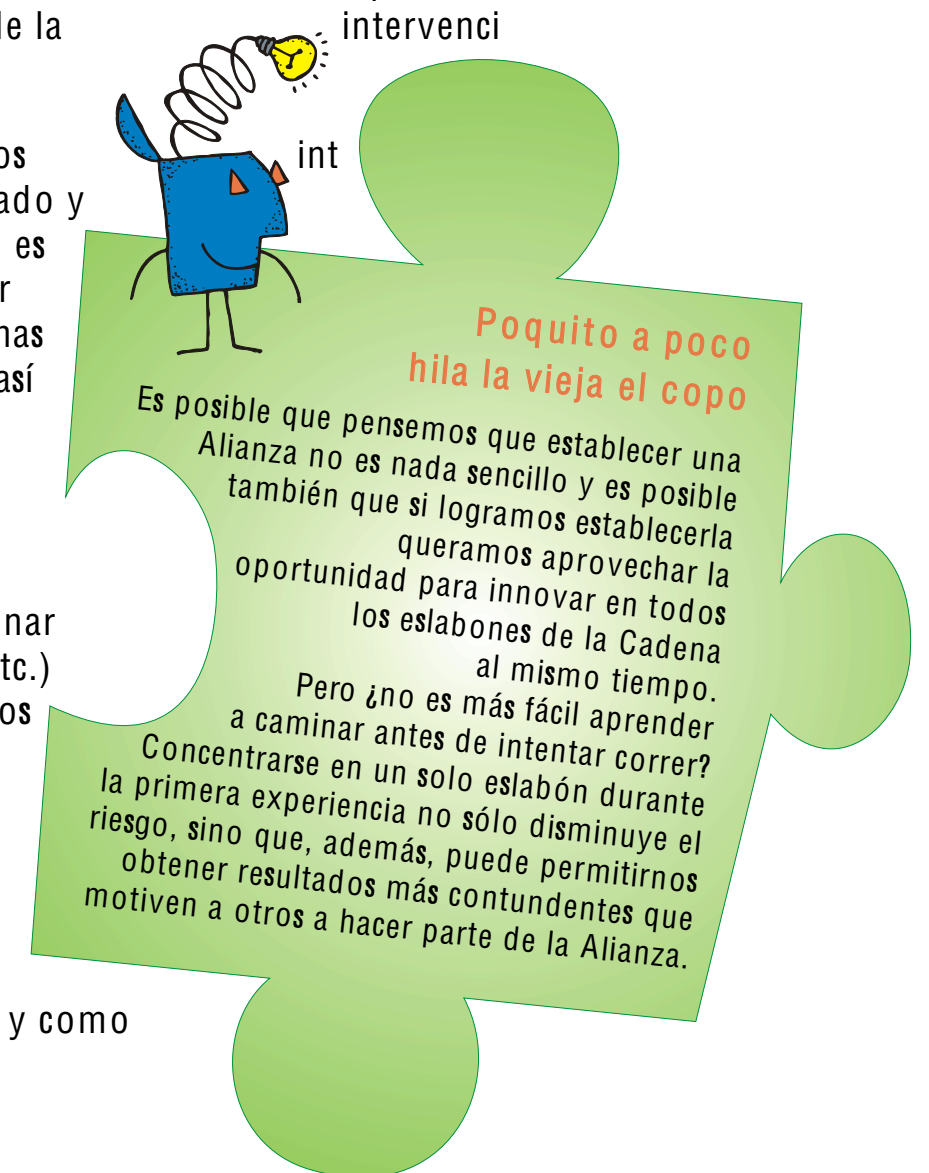 de la
intervenci
os
int
ado y
es
r
nas
así
Poquito a poco
hila la vieja el copo
Es posible que pensemos que establecer una
Alianza no es nada sencillo y es posible
también que si logramos establecerla
queramos aprovechar la
oportunidad para innovar en todos
los eslabones de la Cadena
al mismo tiempo.
Pero ¿no es más fácil aprender
a caminar antes de intentar correr?
Concentrarse en un solo eslabón durante
la primera experiencia no sólo disminuye el
riesgo, sino que, además, puede permitirnos
obtener resultados más contundentes que
motiven a otros a hacer parte de la Alianza.
nar
tc.)
os
y como